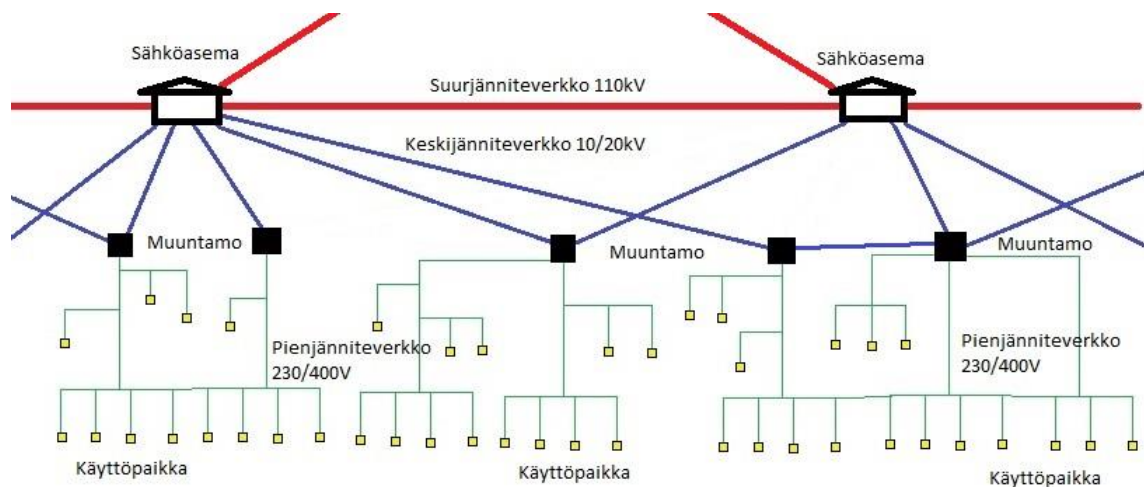 Sähköasema
Sähköasema
Suurjänniteverkko 110kV
Keskijänniteverkko 10/20kV
Muuntamo
Muuntamo
Muuntamo
Pienjänniteverkko
230/400V
Pienjänniteverkko
230/400V
Käyttöpaikka
Käyttöpaikka
Käyttöpaikka